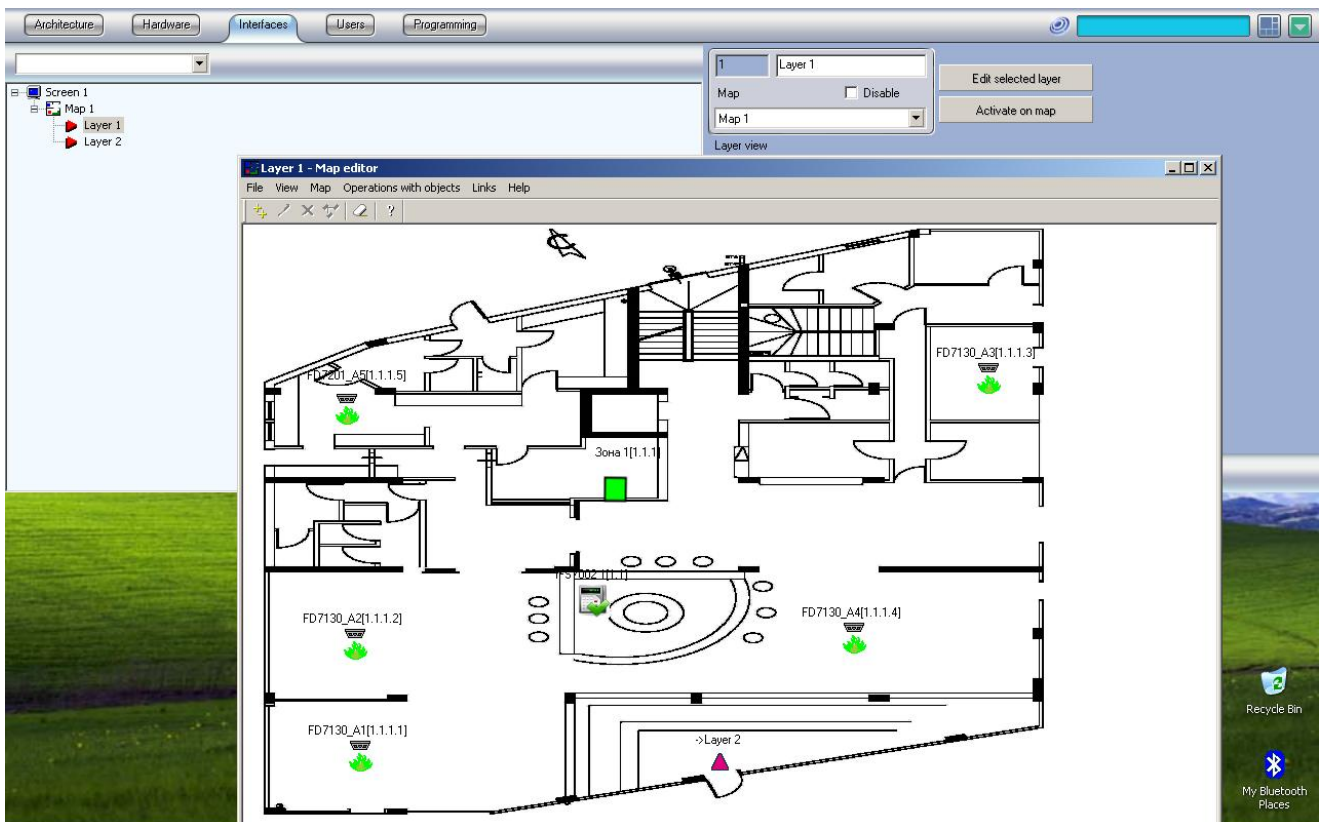 Architecture
Hardware
Interfaces
Users
Programming
1
Layer 1
Map
Disable
Map 1
Edit selected layer
Activate on map
Layer view
Screen 1
Map 1
Layer 1
Layer 2
Layer 1 - Map editor
File View Map Operations with objects Links Help
FD7130_A3[1.1.1.3]
FD7201_A5[1.1.1.5]
Зона 1[1.1.1]
FD7130_A2[1.1.1.2]
FD7130_A4[1.1.1.4]
FD7130_A1[1.1.1.1]
->Layer 2
Recycle Bin
My Bluetooth
Places